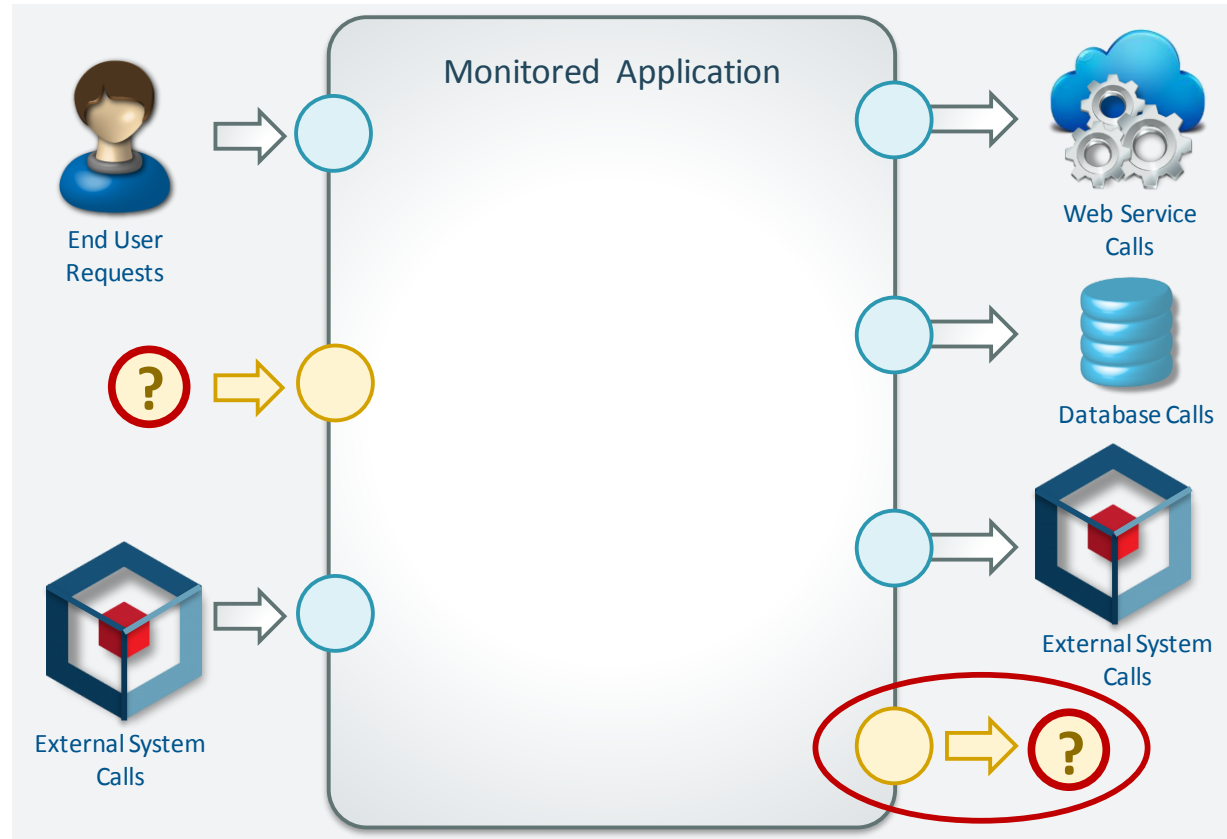 Monitored Application
End User
Requests
?
External System
Calls
Web Service
Calls
Database Calls
External System
Calls
?